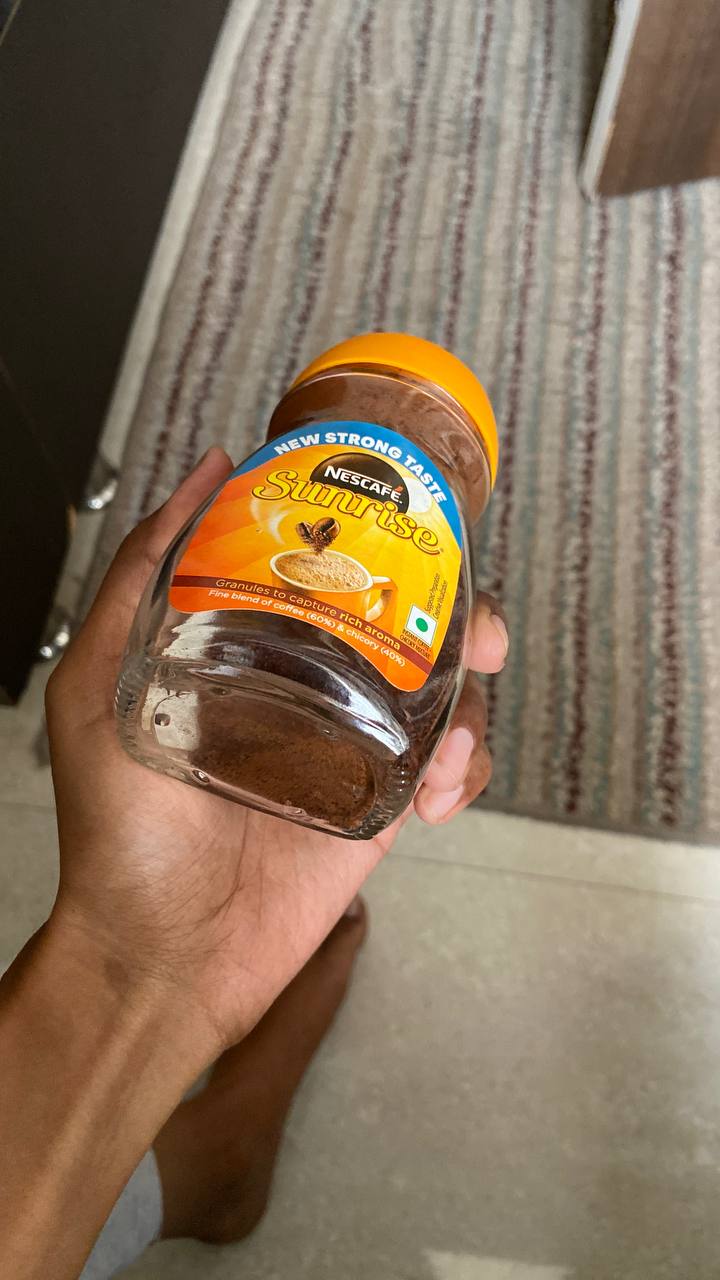 NEW STRONG TASTE
NESCAFÉ
Sunrise
Granules to capture rich aroma
Fine blend of coffee (60%) & chicory (40%)